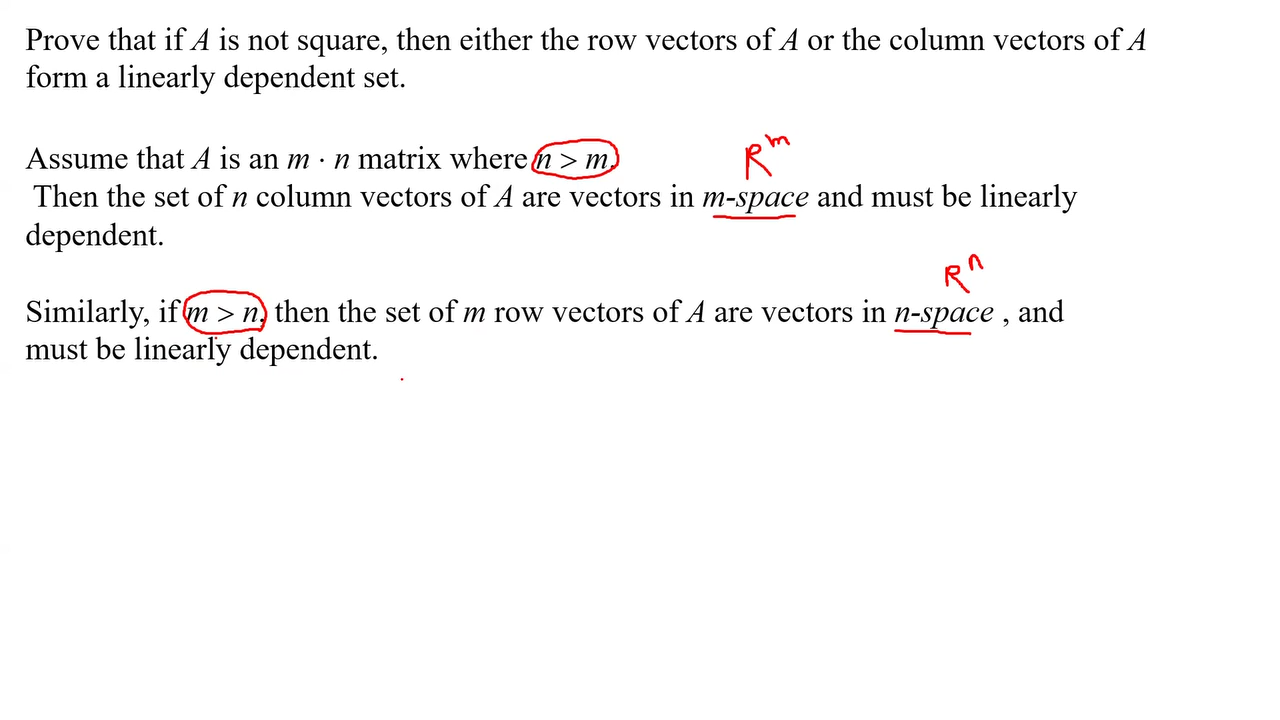 Prove that if A is not square, then either the row vectors of A or the column vectors of A
form a linearly dependent set.
R^m
Assume that A is an m · n matrix where n > m.
Then the set of n column vectors of A are vectors in m-space and must be linearly
dependent.
R^n
Similarly, if m > n, then the set of m row vectors of A are vectors in n-space , and
must be linearly dependent.